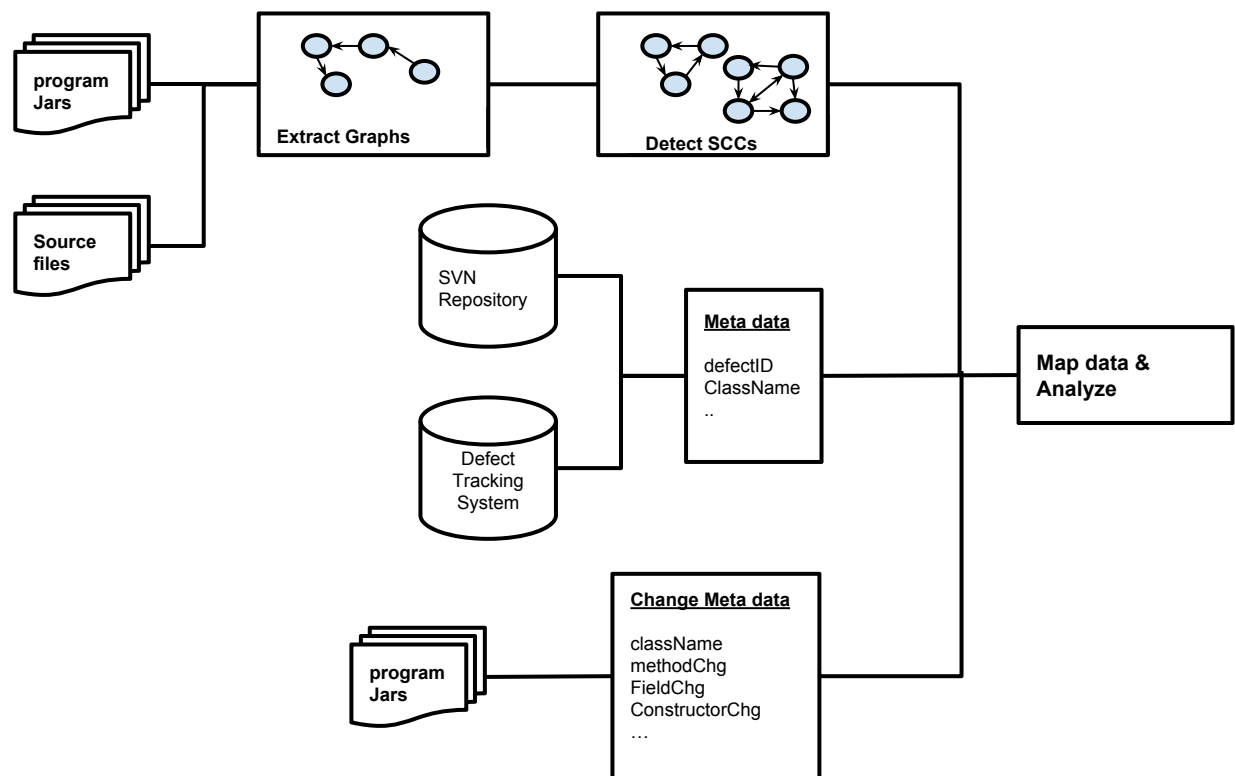 program
Jars
Extract Graphs
Detect SCCs
Source
files
SVN
Repository
Meta data
defectID
ClassName
..
Map data &
Analyze
Defect
Tracking
System
Change Meta data
className
methodChg
FieldChg
ConstructorChg
…
program
Jars